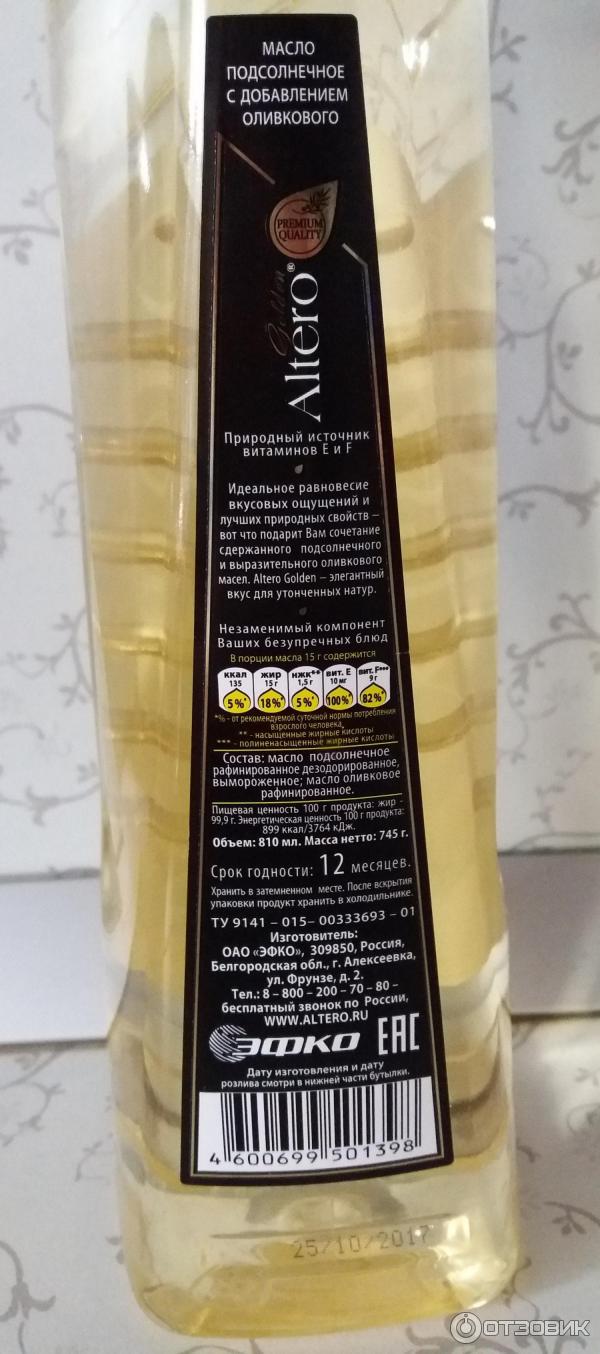 МАСЛО
ПОДСОЛНЕЧНОЕ
С ДОБАВЛЕНИЕМ
ОЛИВКОВОГО
PREMIUM
QUALITY
Golden
Altero®
Природный источник
витаминов Е и F
Идеальное равновесие
вкусовых ощущений и
лучших природных свойств –
вот что подарит Вам сочетание
сдержанного подсолнечного
и выразительного оливкового
масел. Altero Golden – элегантный
вкус для утонченных натур.
Незаменимый компонент
Ваших безупречных блюд
В порции масла 15 г содержится
ккал жир нжк** вит. Е вит. F***
135 15 г 1,5 г 10 мг 9 г
5%* 18%* 5%* 100%* 82%*
*% - от рекомендуемой суточной нормы потребления
взрослого человека,
** - насыщенные жирные кислоты
*** - полиненасыщенные жирные кислоты
Состав: масло подсолнечное
рафинированное дезодорированное,
вымороженное; масло оливковое
рафинированное.
Пищевая ценность 100 г продукта: жир -
99,9 г. Энергетическая ценность 100 г продукта:
899 ккал/3764 кДж.
Объем: 810 мл. Масса нетто: 745 г.
Срок годности: 12 месяцев.
Хранить в затемненном месте. После вскрытия
упаковки продукт хранить в холодильнике.
ТУ 9141 – 015– 00333693 – 01
Изготовитель:
ОАО «ЭФКО», 309850, Россия,
Белгородская обл., г. Алексеевка,
ул. Фрунзе, д. 2.
Тел.: 8 – 800 – 200 – 70 – 80 –
бесплатный звонок по России,
WWW.ALTERO.RU
ЭФКО EAC
Дату изготовления и дату
розлива смотри в нижней части бутылки.
4 600699 501398
25/10/2017
ОТЗОВИК